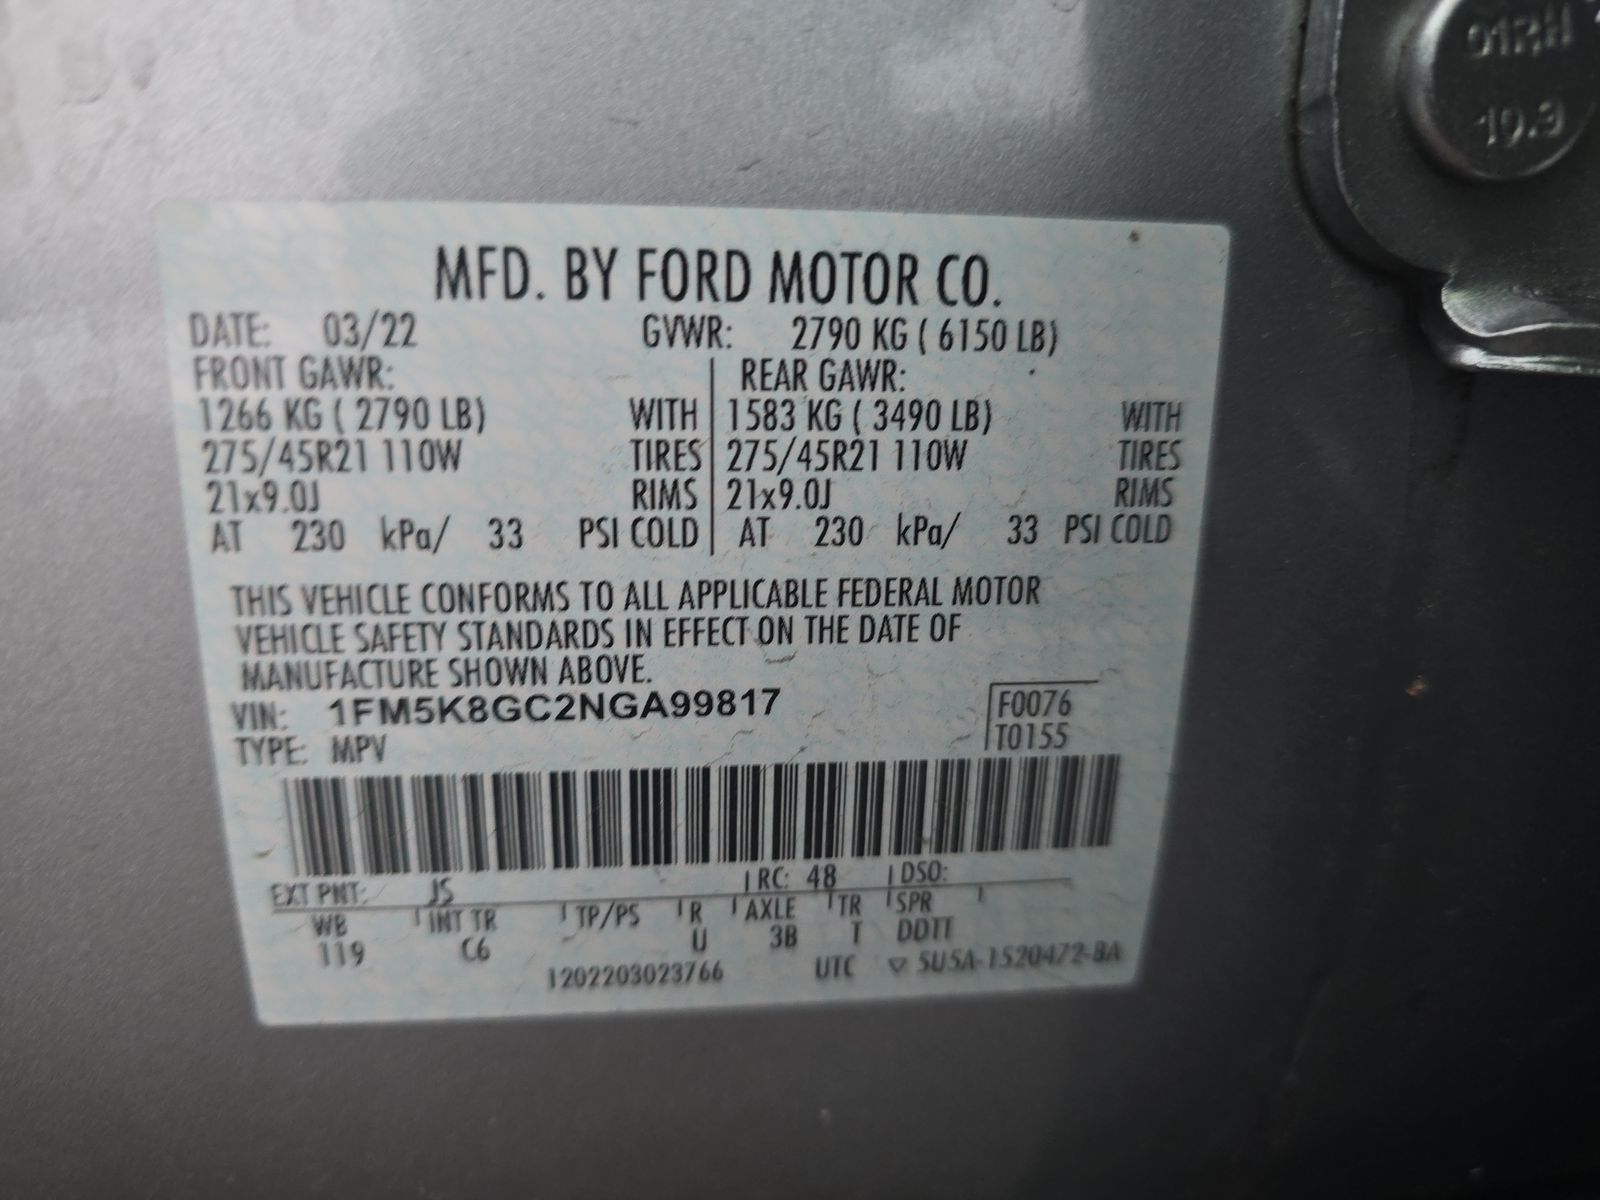 01RH
19.9
MFD. BY FORD MOTOR CO.
DATE: 03/22 GVWR: 2790 KG ( 6150 LB)
FRONT GAWR: REAR GAWR:
1266 KG ( 2790 LB) WITH 1583 KG ( 3490 LB) WITH
275/45R21 110W TIRES 275/45R21 110W TIRES
21x9.0J RIMS 21x9.0J RIMS
AT 230 kPa/ 33 PSI COLD AT 230 kPa/ 33 PSI COLD
THIS VEHICLE CONFORMS TO ALL APPLICABLE FEDERAL MOTOR
VEHICLE SAFETY STANDARDS IN EFFECT ON THE DATE OF
MANUFACTURE SHOWN ABOVE.
VIN: 1FM5K8GC2NGA99817 F0076
TYPE: MPV T0155
EXT PNT: JS RC: 48 DSO:
WB INT TR TP/PS R AXLE TR SPR
119 C6 U 3B T DDTT
1202203023766 UTC ▽ 5U5A-1520472-BA